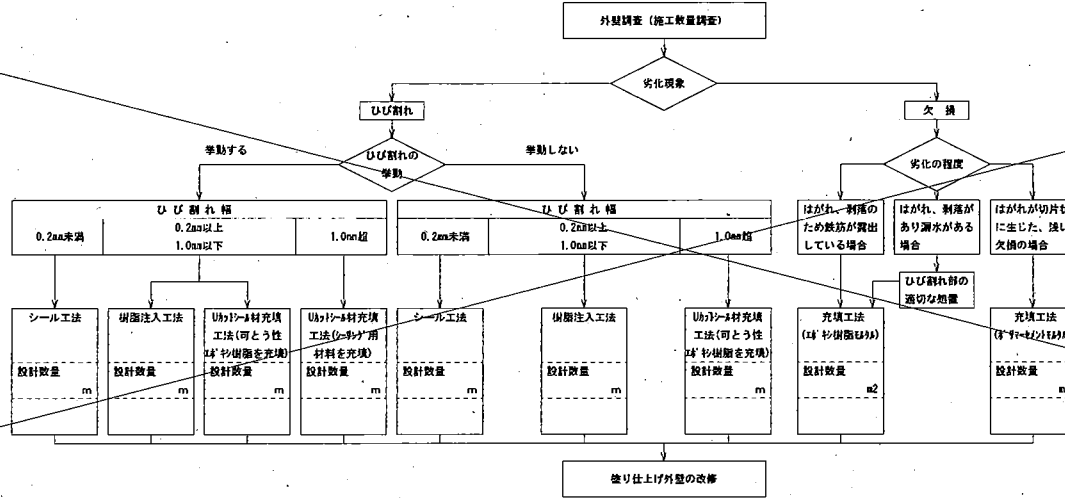 外壁調査（施工数量調査）
劣化現象
ひび割れ
欠 損
挙動する
ひび割れの
挙動
挙動しない
劣化の程度
ひ び 割 れ 幅
0.2mm未満
0.2mm以上
1.0mm以下
1.0mm超
ひ び 割 れ 幅
0.2mm未満
0.2mm以上
1.0mm以下
1.0mm超
はがれ、剥落の
ため鉄筋が露出
している場合
はがれ、剥落が
あり漏水がある
場合
はがれが切片状
に生じた、浅い
欠損の場合
ひび割れ部の
適切な処置
シール工法
設計数量
m
樹脂注入工法
設計数量
m
Uカットシール材充填
工法(可とう性
エポキシ樹脂を充填)
設計数量
m
Uカットシール材充填
工法(シーリング用
材料を充填)
設計数量
m
シール工法
設計数量
m
樹脂注入工法
設計数量
m
Uカットシール材充填
工法(可とう性
エポキシ樹脂を充填)
設計数量
m
充填工法
(エポキシ樹脂モルタル)
設計数量
m2
充填工法
(ポリマーセメントモルタル
設計数量
m
塗り仕上げ外壁の改修